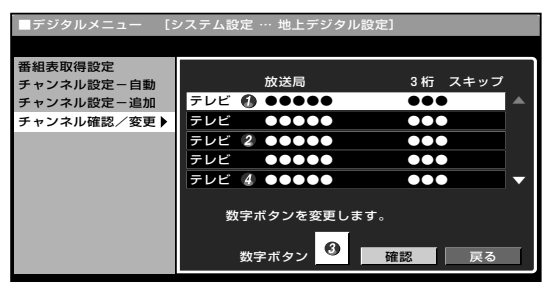 ■デジタルメニュー [システム設定 … 地上デジタル設定]
番組表取得設定
チャンネル設定－自動
チャンネル設定－追加
チャンネル確認／変更▶
放送局 3桁 スキップ
テレビ ❶ ●●●●● ●●● ▲
テレビ ●●●●● ●●●
テレビ ❷ ●●●●● ●●●
テレビ ●●●●● ●●●
テレビ ❹ ●●●●● ●●● ▼
数字ボタンを変更します。
数字ボタン ❸ 確認 戻る